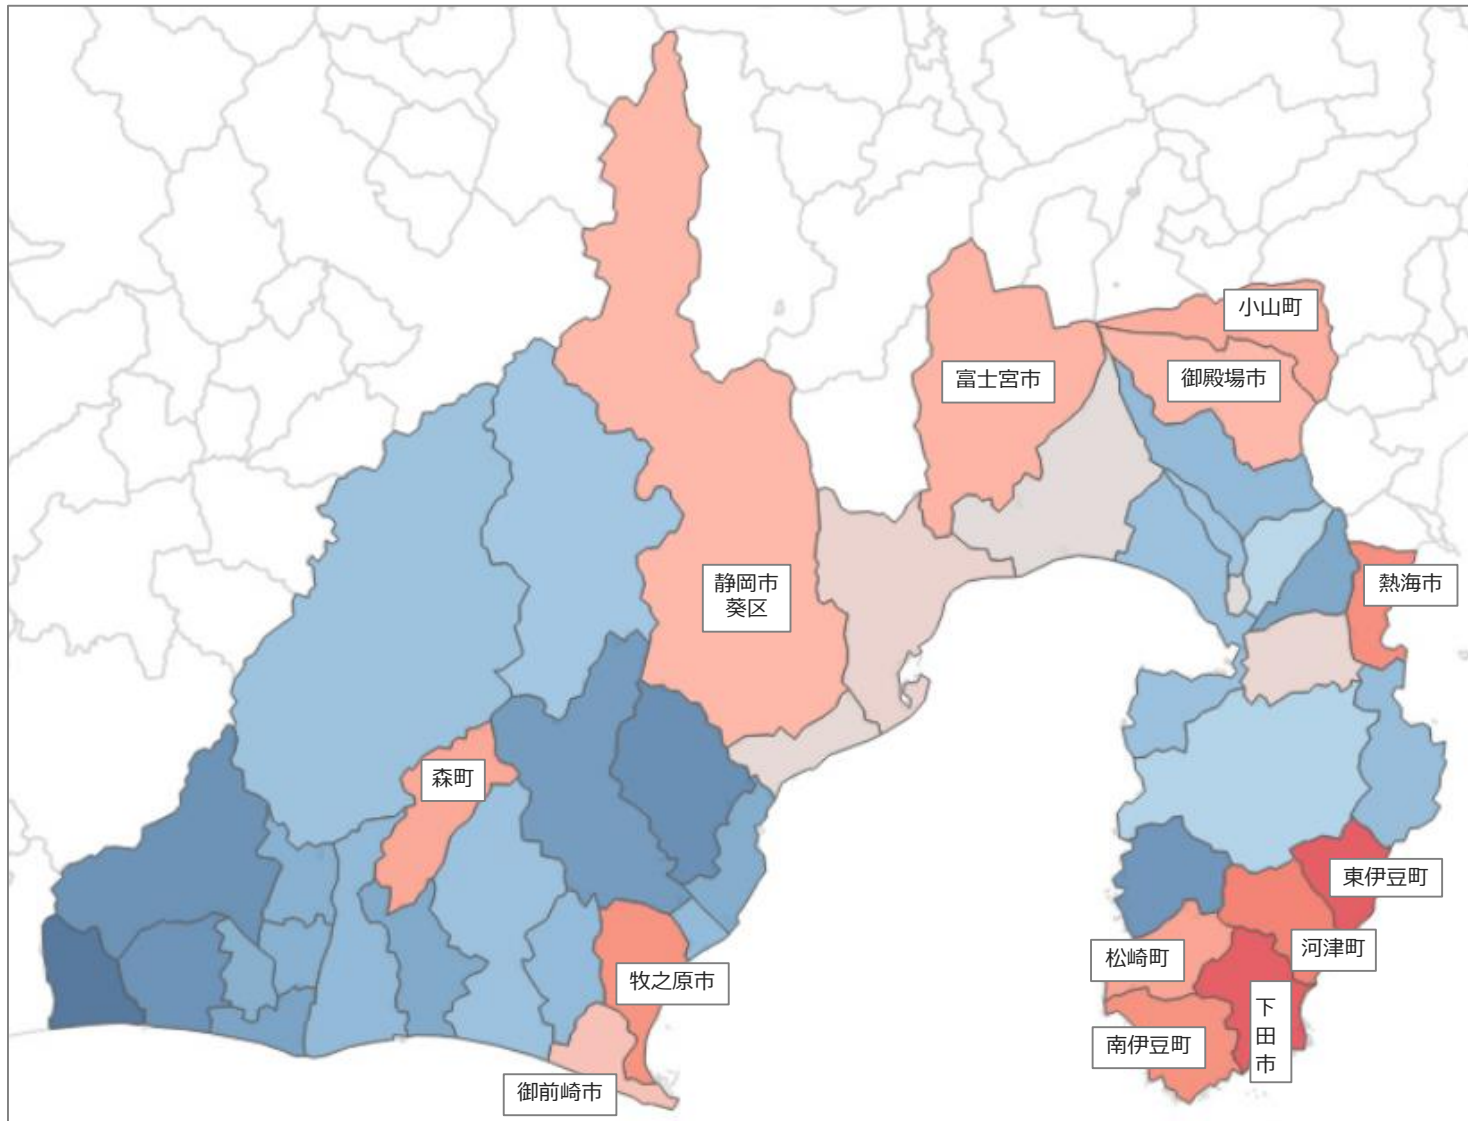 小山町
御殿場市
富士宮市
熱海市
静岡市
葵区
森町
東伊豆町
河津町
松崎町
牧之原市
下
田
市
南伊豆町
御前崎市